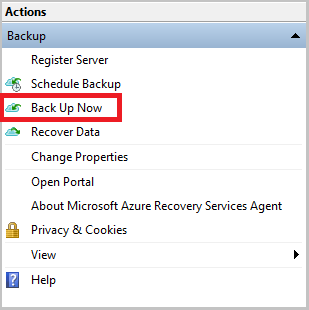 Actions
Backup
Register Server
Schedule Backup
Back Up Now
Recover Data
Change Properties
Open Portal
About Microsoft Azure Recovery Services Agent
Privacy & Cookies
View
Help